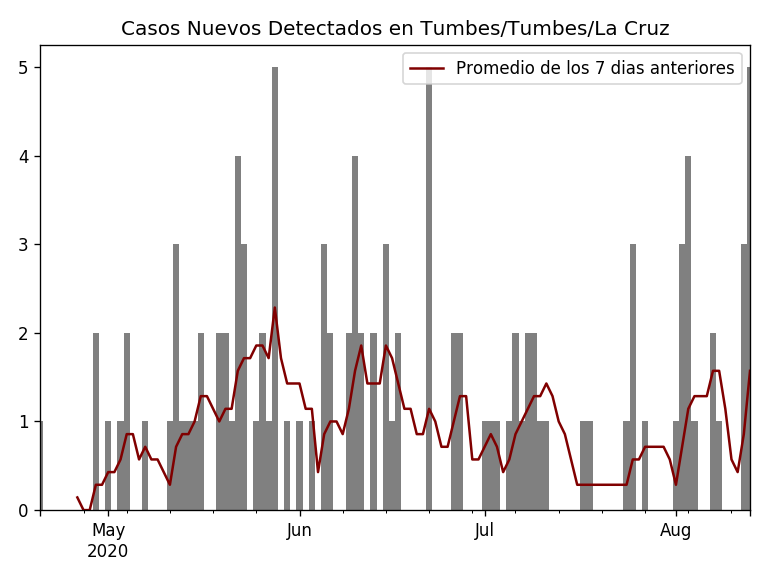 Casos Nuevos Detectados en Tumbes/Tumbes/La Cruz
Promedio de los 7 dias anteriores
5
4
3
2
1
0
May Jun Jul Aug
2020